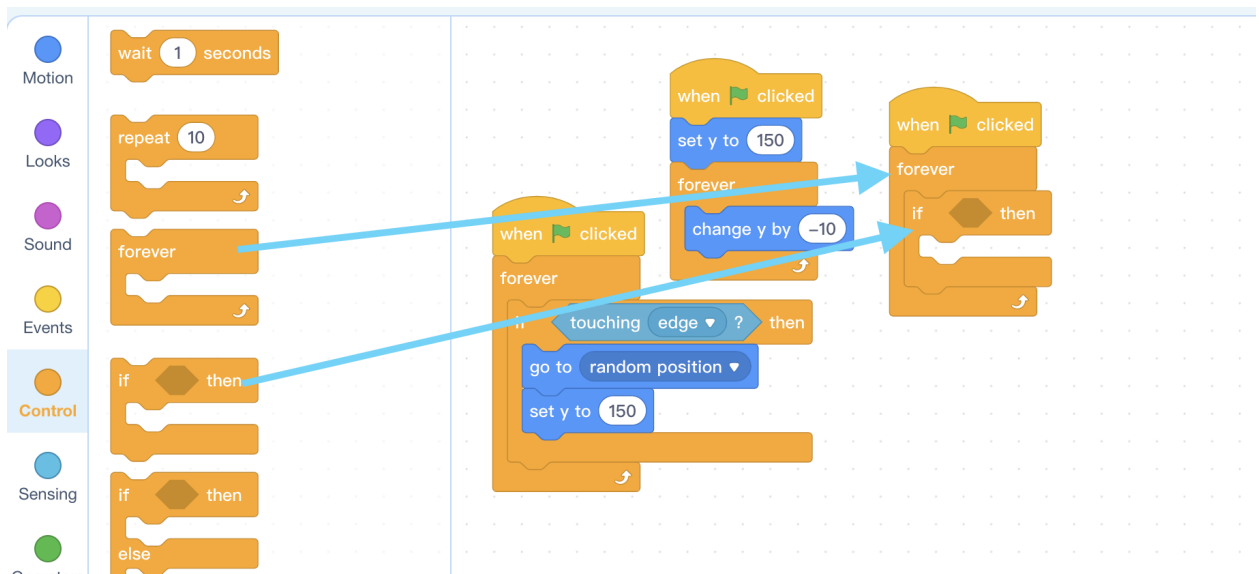 Motion
Looks
Sound
Events
Control
Sensing
wait 1 seconds
repeat 10
forever
if then
if then
else
when clicked
forever
if touching edge ▼ ? then
go to random position ▼
set y to 150
when clicked
set y to 150
forever
change y by –10
when clicked
forever
if then